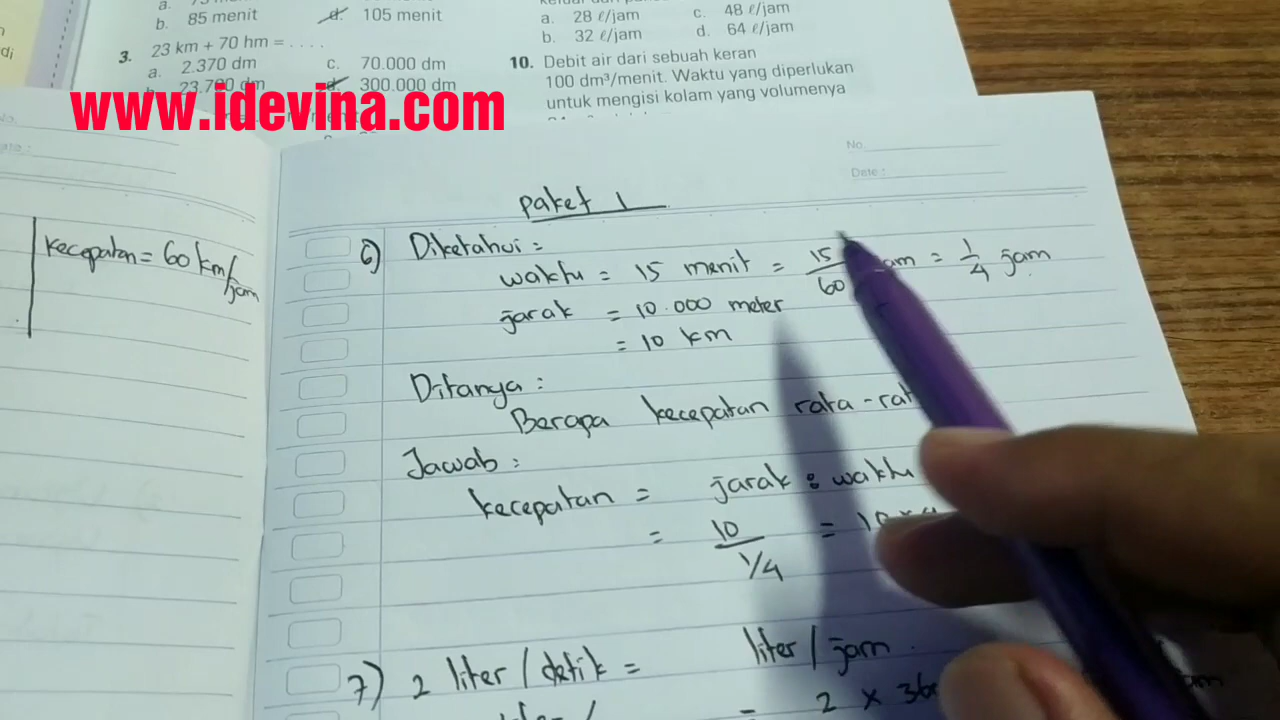 b. 85 menit
d. 105 menit
3. 23 km + 70 hm = ....
a. 2.370 dm
c. 70.000 dm
d. 300.000 dm
a. 28 ℓ/jam
c. 48 ℓ/jam
b. 32 ℓ/jam
d. 64 ℓ/jam
10. Debit air dari sebuah keran
100 dm³/menit. Waktu yang diperlukan
untuk mengisi kolam yang volumenya
www.idevina.com
No.
Date :
kecepatan = 60 km/jam
Paket 1
6) Diketahui :
waktu = 15 menit = 15/60 jam = 1/4 jam
jarak = 10.000 meter
= 10 km
Ditanya :
Berapa kecepatan rata-rat
Jawab :
kecepatan = jarak : waktu
= 10 / 1/4 = 10 x 4
7) 2 liter / detik = liter / jam
= 2 x